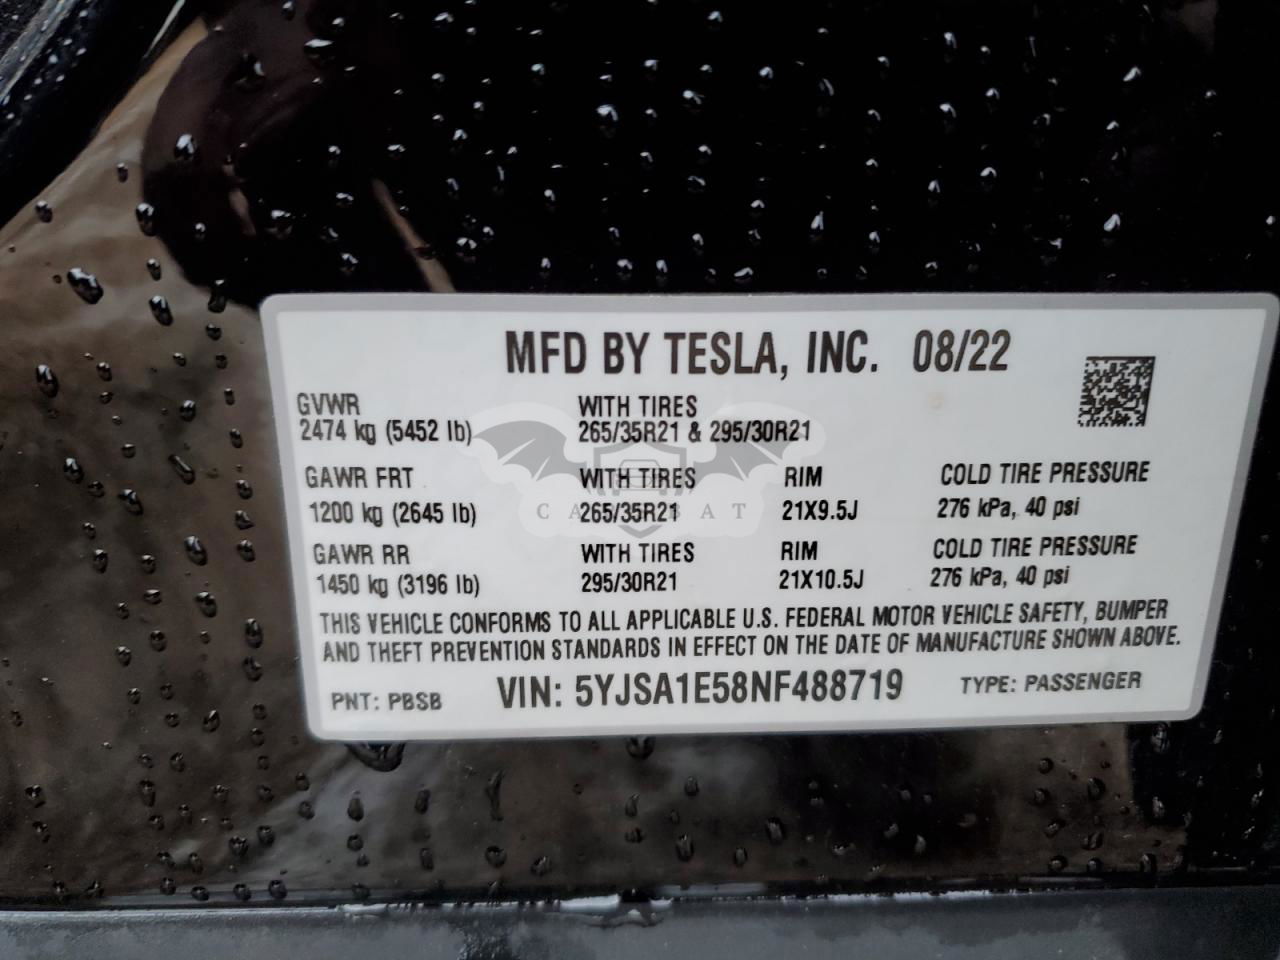 MFD BY TESLA, INC. 08/22
GVWR WITH TIRES
2474 kg (5452 lb) 265/35R21 & 295/30R21
GAWR FRT WITH TIRES RIM COLD TIRE PRESSURE
1200 kg (2645 lb) 265/35R21 21X9.5J 276 kPa, 40 psi
GAWR RR WITH TIRES RIM COLD TIRE PRESSURE
1450 kg (3196 lb) 295/30R21 21X10.5J 276 kPa, 40 psi
THIS VEHICLE CONFORMS TO ALL APPLICABLE U.S. FEDERAL MOTOR VEHICLE SAFETY, BUMPER
AND THEFT PREVENTION STANDARDS IN EFFECT ON THE DATE OF MANUFACTURE SHOWN ABOVE.
PNT: PBSB VIN: 5YJSA1E58NF488719 TYPE: PASSENGER